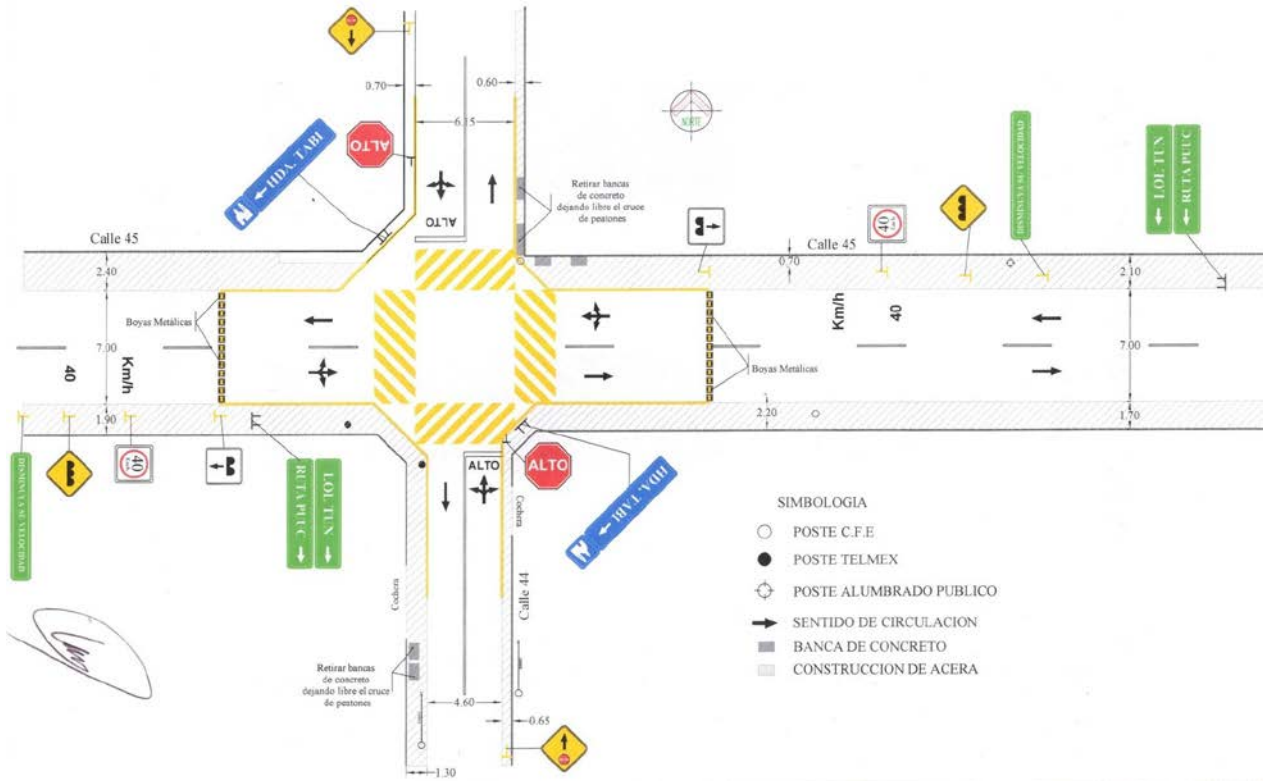 0.70
0.60
6.15
NORTE
ALTO
HDA. TABI
ALTO
Retirar bancas
de concreto
dejando libre el cruce
de peatones
Calle 45
Calle 45
40
DISMINUYA SU VELOCIDAD
LOL TUN
RUTA PUUC
2.40
0.70
2.10
Boyas Metálicas
7.00
40
Km/h
Km/h
40
7.00
Boyas Metálicas
1.90
2.20
1.70
DISMINUYA SU VELOCIDAD
40
RUTA PUUC
LOL TUN
ALTO
ALTO
HDA. TABI
Cochera
Cochera
Calle 44
Retirar bancas
de concreto
dejando libre el cruce
de peatones
4.60
0.65
1.30
SIMBOLOGIA
POSTE C.F.E
POSTE TELMEX
POSTE ALUMBRADO PUBLICO
SENTIDO DE CIRCULACION
BANCA DE CONCRETO
CONSTRUCCION DE ACERA